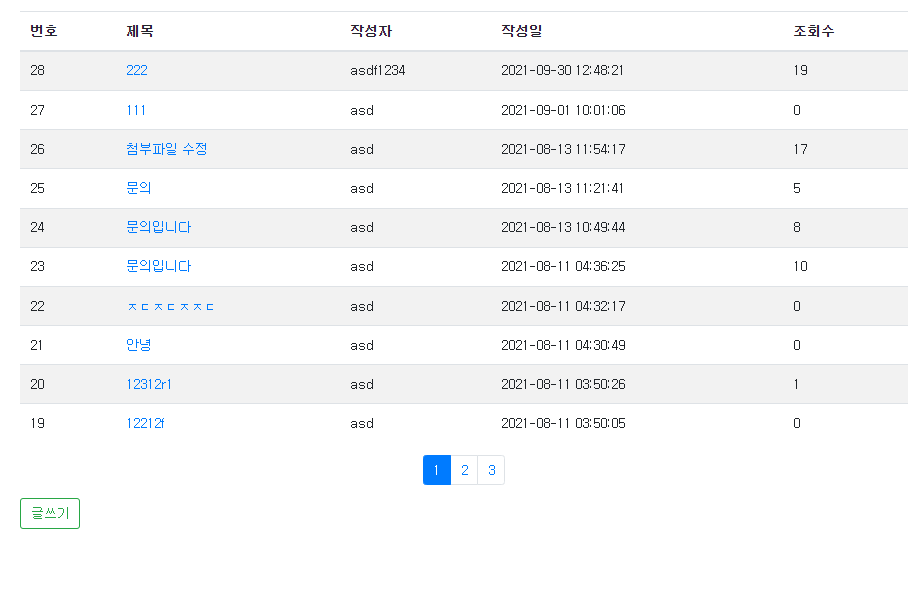 번호 제목 작성자 작성일 조회수
28 222 asdf1234 2021-09-30 12:48:21 19
27 111 asd 2021-09-01 10:01:06 0
26 첨부파일 수정 asd 2021-08-13 11:54:17 17
25 문의 asd 2021-08-13 11:21:41 5
24 문의입니다 asd 2021-08-13 10:49:44 8
23 문의입니다 asd 2021-08-11 04:36:25 10
22 ㅈㄷㅈㄷㅈㅈㄷ asd 2021-08-11 04:32:17 0
21 안녕 asd 2021-08-11 04:30:49 0
20 12312r1 asd 2021-08-11 03:50:26 1
19 12212f asd 2021-08-11 03:50:05 0
1 2 3
글쓰기